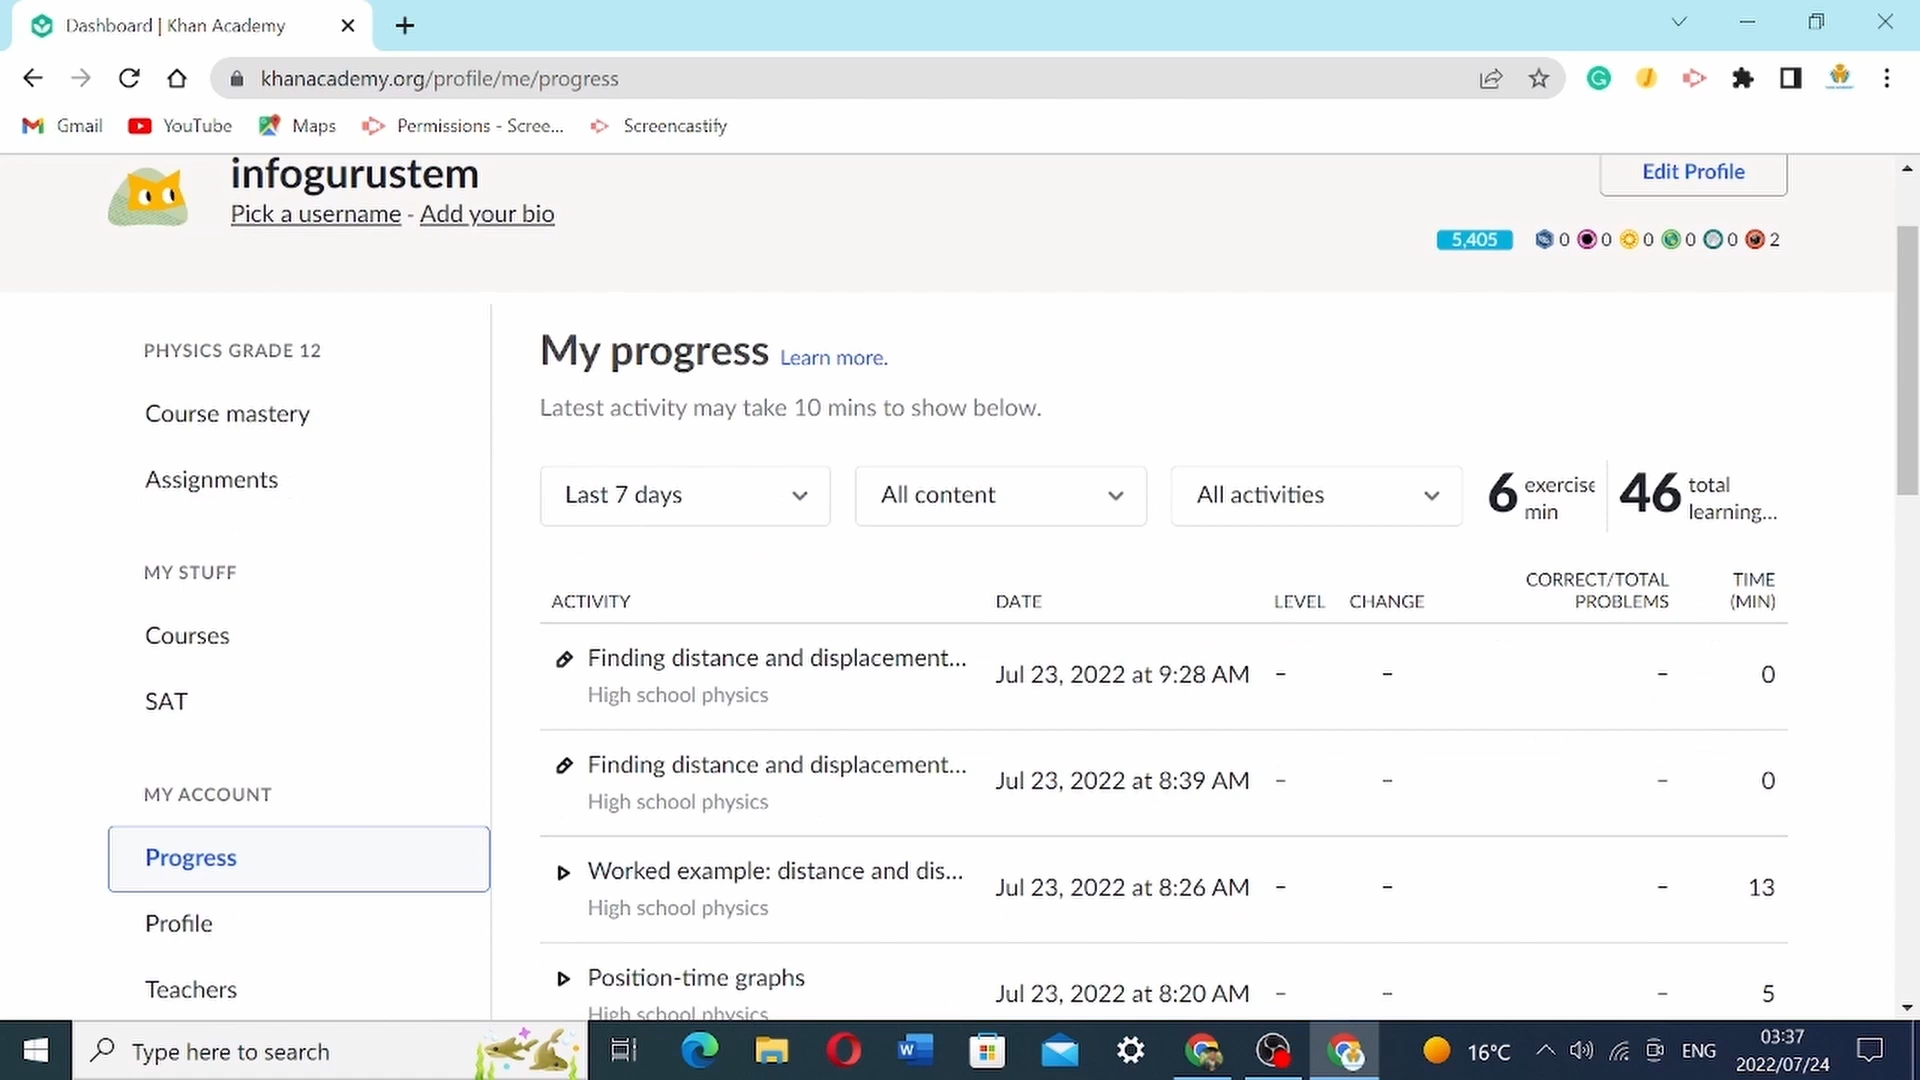 Dashboard | Khan Academy
khanacademy.org/profile/me/progress
Gmail YouTube Maps Permissions - Scree... Screencastify
infogurustem
Pick a username - Add your bio
Edit Profile
5,405 0 0 0 0 0 2
PHYSICS GRADE 12
Course mastery
Assignments
MY STUFF
Courses
SAT
MY ACCOUNT
Progress
Profile
Teachers
My progress Learn more.
Latest activity may take 10 mins to show below.
Last 7 days All content All activities
6 exercise min
46 total learning...
ACTIVITY DATE LEVEL CHANGE CORRECT/TOTAL PROBLEMS TIME (MIN)
Finding distance and displacement... Jul 23, 2022 at 9:28 AM – – – 0
High school physics
Finding distance and displacement... Jul 23, 2022 at 8:39 AM – – – 0
High school physics
Worked example: distance and dis... Jul 23, 2022 at 8:26 AM – – – 13
High school physics
Position-time graphs Jul 23, 2022 at 8:20 AM – – – 5
High school physics
Type here to search
16°C ENG
03:37
2022/07/24